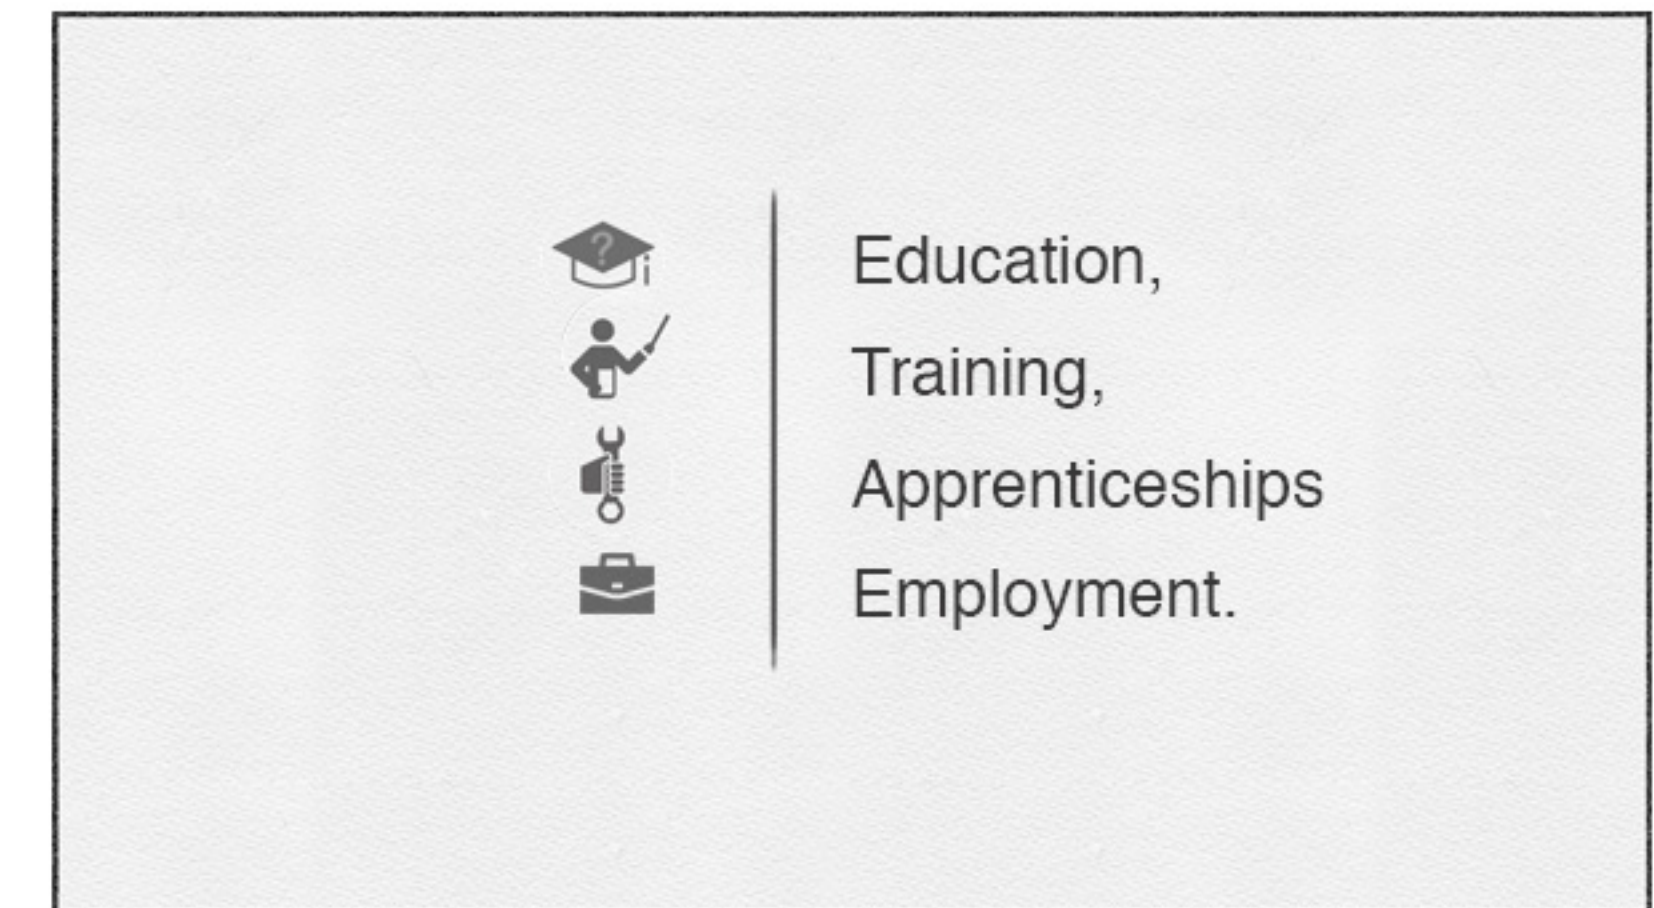 ?
Education,
Training,
Apprenticeships
Employment.